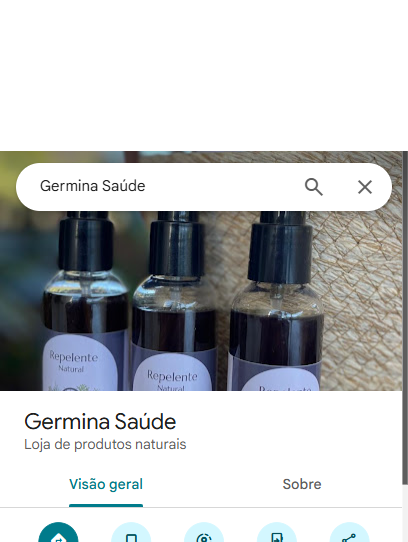 Germina Saúde
Repelente
Natural
Repelente
Natural
Germina Saúde
Loja de produtos naturais
Visão geral
Sobre